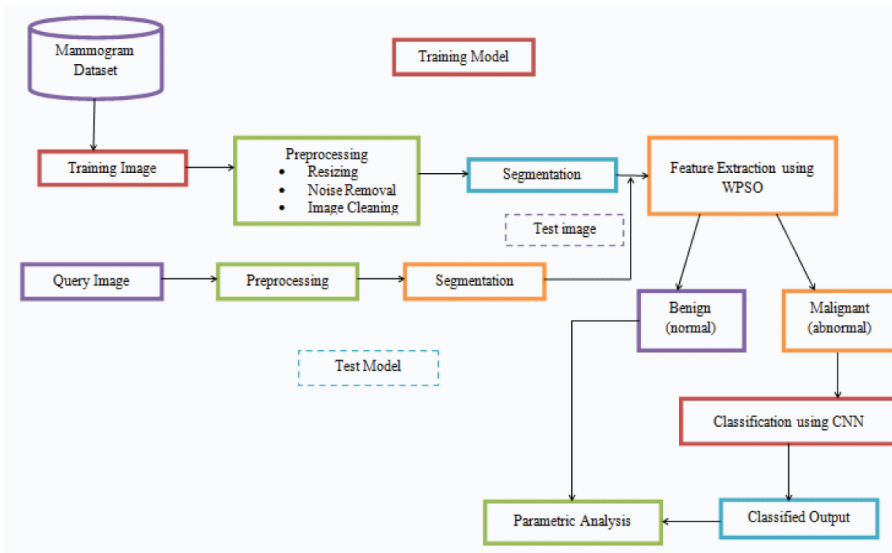 Mammogram
Dataset
Training Model
Training Image
Preprocessing
• Resizing
• Noise Removal
• Image Cleaning
Segmentation
Feature Extraction using
WPSO
Test image
Query Image
Preprocessing
Segmentation
Benign
(normal)
Malignant
(abnormal)
Test Model
Classification using CNN
Parametric Analysis
Classified Output